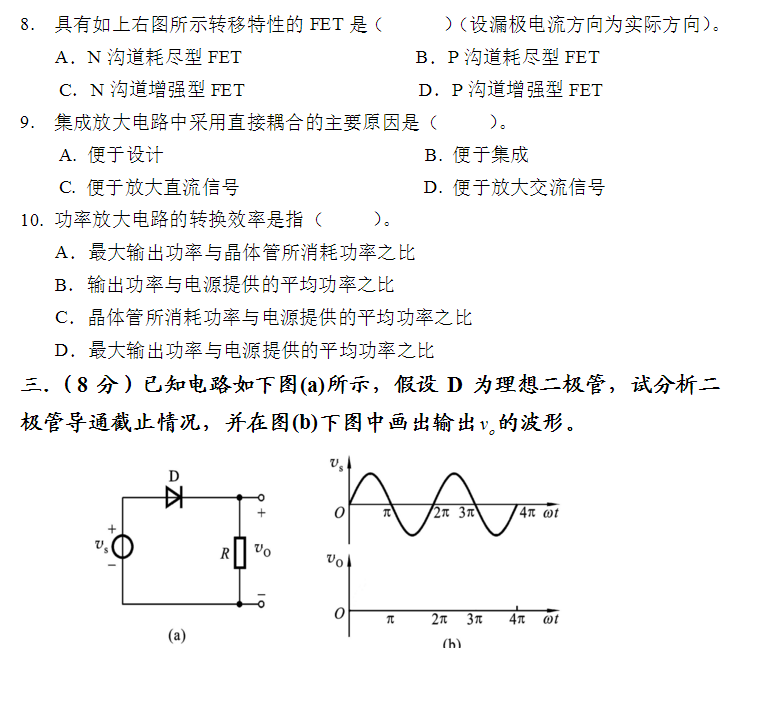 8. 具有如上右图所示转移特性的 FET 是（ ）（设漏极电流方向为实际方向）。
A．N 沟道耗尽型 FET B．P 沟道耗尽型 FET
C．N 沟道增强型 FET D．P 沟道增强型 FET
9. 集成放大电路中采用直接耦合的主要原因是（ ）。
A. 便于设计 B. 便于集成
C. 便于放大直流信号 D. 便于放大交流信号
10. 功率放大电路的转换效率是指（ ）。
A．最大输出功率与晶体管所消耗功率之比
B．输出功率与电源提供的平均功率之比
C．晶体管所消耗功率与电源提供的平均功率之比
D．最大输出功率与电源提供的平均功率之比
三．（8 分）已知电路如下图(a)所示，假设 D 为理想二极管，试分析二
极管导通截止情况，并在图(b)下图中画出输出 vo 的波形。
D
+
vs
−
R
+
vO
−
(a)
vs
O π 2π 3π 4π ωt
vO
O π 2π 3π 4π ωt
(b)